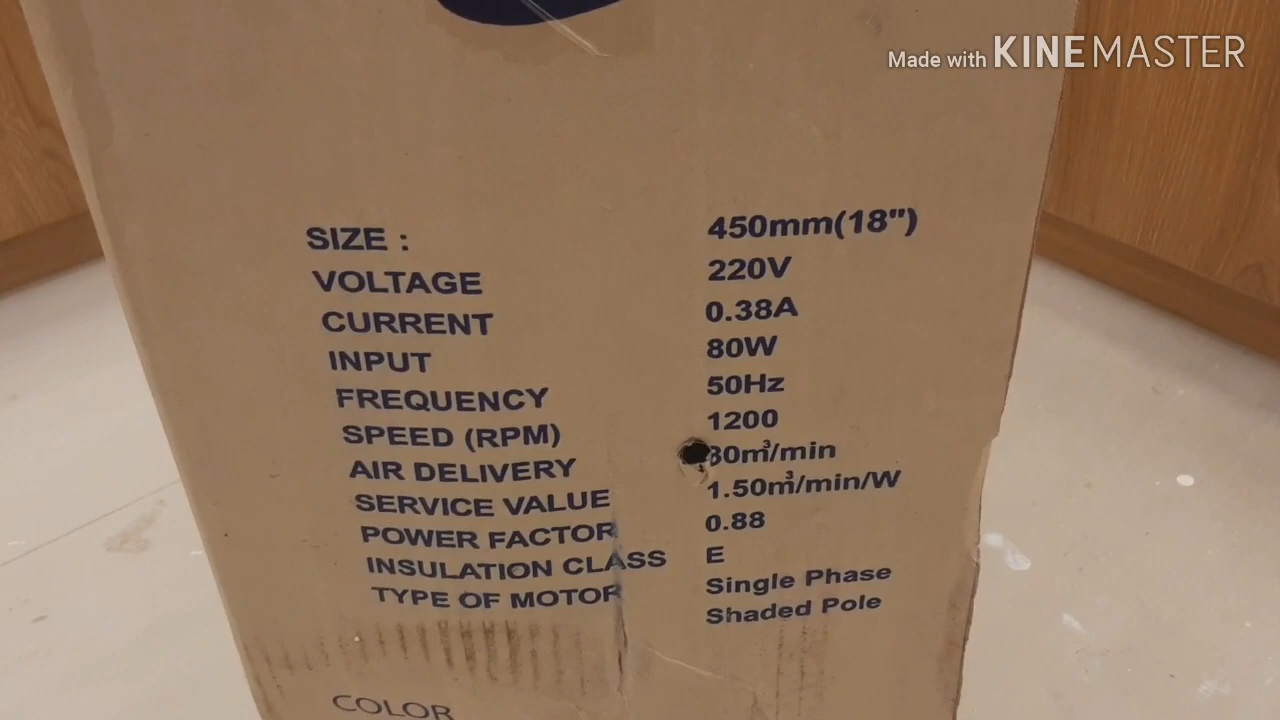 Made with KINEMASTER
SIZE : 450mm(18")
VOLTAGE 220V
CURRENT 0.38A
INPUT 80W
FREQUENCY 50Hz
SPEED (RPM) 1200
AIR DELIVERY 80m³/min
SERVICE VALUE 1.50m³/min/W
POWER FACTOR 0.88
INSULATION CLASS E
TYPE OF MOTOR Single Phase
Shaded Pole
COLOR